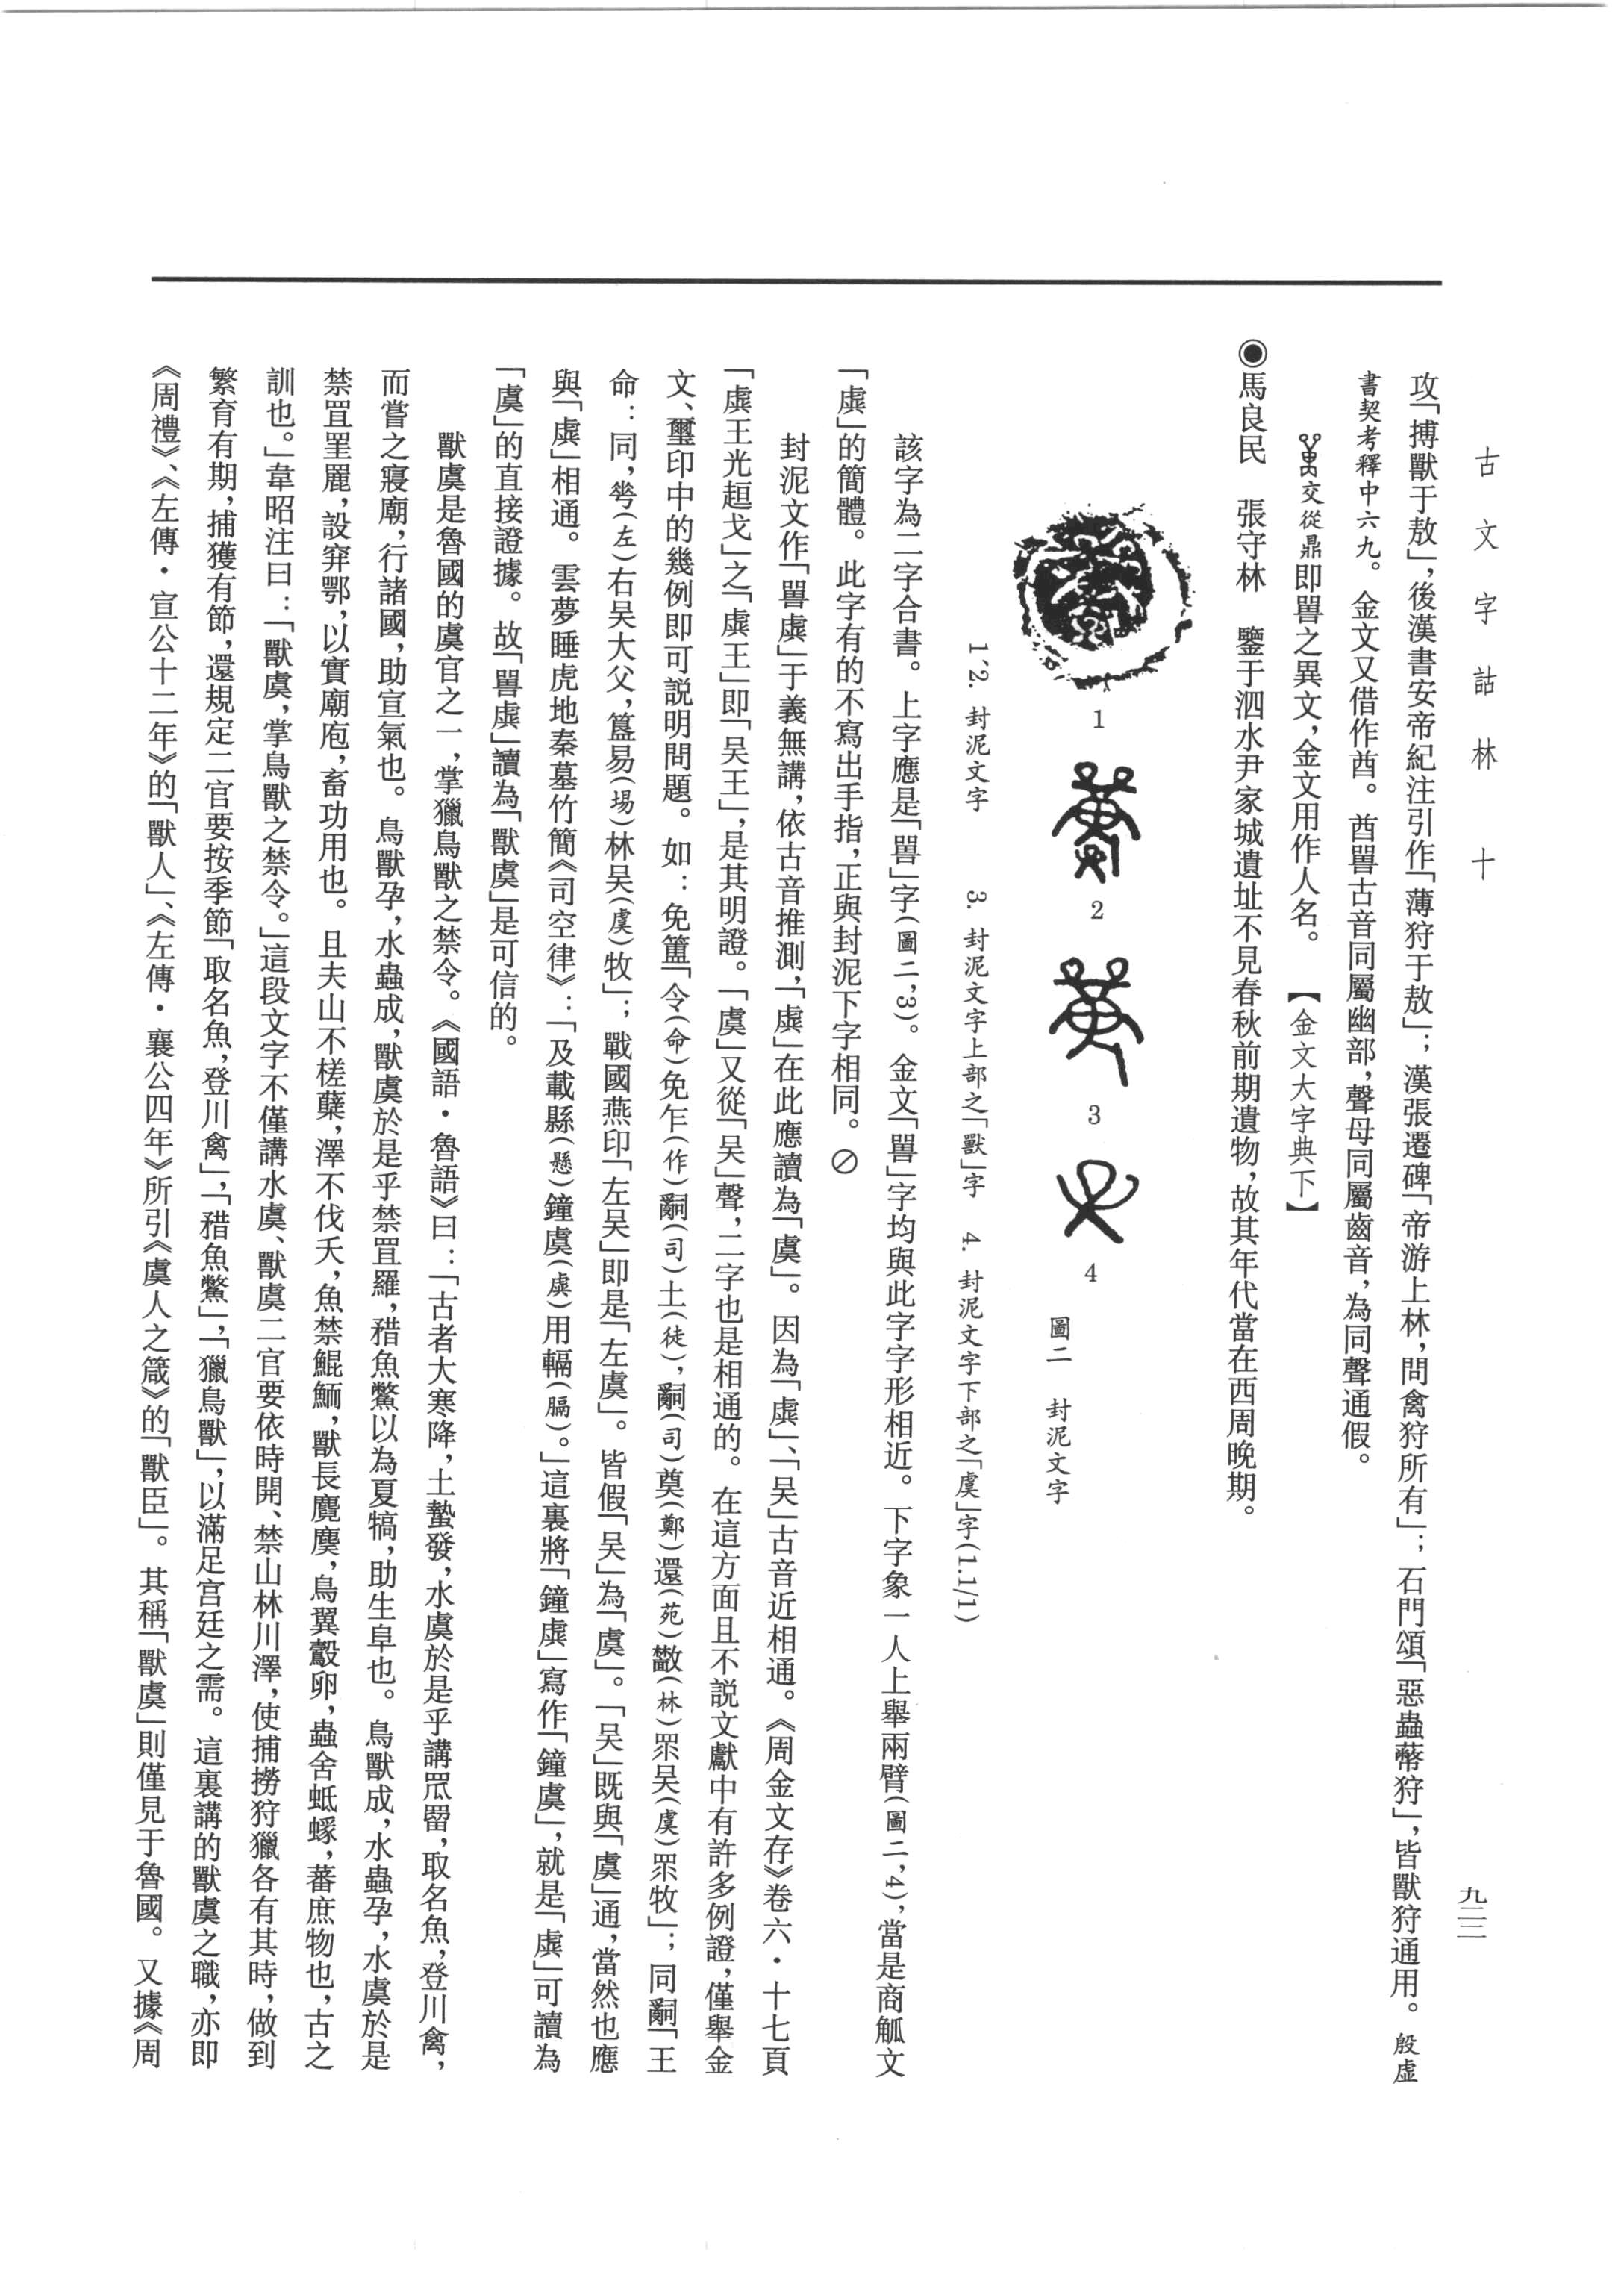 古文字詁林　十
九二二
攻「搏獸于敖」，後漢書安帝紀注引作「薄狩于敖」；漢張遷碑「帝游上林，問禽狩所有」；石門頌「惡蟲蔽狩」，皆獸狩通用。殷虛
書契考釋中六九。金文又借作酋。酋嘼古音同屬幽部，聲母同屬齒音，為同聲通假。
交從鼎即嘼之異文，金文用作人名。【金文大字典下】
◉馬良民　張守林　鑒于泗水尹家城遺址不見春秋前期遺物，故其年代當在西周晚期。
1
2
3
4
圖二　封泥文字
1、2. 封泥文字　3. 封泥文字上部之「獸」字　4. 封泥文字下部之「虞」字(1.1/1)
該字為二字合書。上字應是「嘼」字(圖二，3)。金文「嘼」字均與此字字形相近。下字象一人上舉兩臂(圖二，4)，當是商觚文
「虡」的簡體。此字有的不寫出手指，正與封泥下字相同。⊘
封泥文作「嘼虡」于義無講，依古音推測，「虡」在此應讀為「虞」。因為「虡」、「吴」古音近相通。《周金文存》卷六・十七頁
「虡王光趄戈」之「虡王」即「吴王」，是其明證。「虞」又從「吴」聲，二字也是相通的。在這方面且不説文獻中有許多例證，僅舉金
文、璽印中的幾例即可説明問題。如：免簠「令(命)免乍(作)嗣(司)土(徒)，嗣(司)奠(鄭)還(苑)歠(林)眔吴(虞)眔牧」；同嗣「王
命：同，𢀩(左)右吴大父，簋易(埸)林吴(虞)牧」；戰國燕印「左吴」即是「左虞」。皆假「吴」為「虞」。「吴」既與「虞」通，當然也應
與「虡」相通。雲夢睡虎地秦墓竹簡《司空律》：「及載縣(懸)鐘虞(虡)用輻(膈)。」這裏將「鐘虡」寫作「鐘虞」，就是「虡」可讀為
「虞」的直接證據。故「嘼虡」讀為「獸虞」是可信的。
獸虞是魯國的虞官之一，掌獵鳥獸之禁令。《國語・魯語》曰：「古者大寒降，土蟄發，水虞於是乎講罛罶，取名魚，登川禽，
而嘗之寢廟，行諸國，助宣氣也。鳥獸孕，水蟲成，獸虞於是乎禁罝羅，矠魚鱉以為夏犒，助生阜也。鳥獸成，水蟲孕，水虞於是
禁罝罜麗，設穽鄂，以實廟庖，畜功用也。且夫山不槎蘖，澤不伐夭，魚禁鯤鮞，獸長麑麌，鳥翼鷇卵，蟲舍蚳蝝，蕃庶物也，古之
訓也。」韋昭注曰：「獸虞，掌鳥獸之禁令。」這段文字不僅講水虞、獸虞二官要依時開、禁山林川澤，使捕撈狩獵各有其時，做到
繁育有期，捕獲有節，還規定二官要按季節「取名魚，登川禽」，「矠魚鱉」，「獵鳥獸」，以滿足宮廷之需。這裏講的獸虞之職，亦即
《周禮》、《左傳・宣公十二年》的「獸人」、《左傳・襄公四年》所引《虞人之箴》的「獸臣」。其稱「獸虞」則僅見于魯國。又據《周